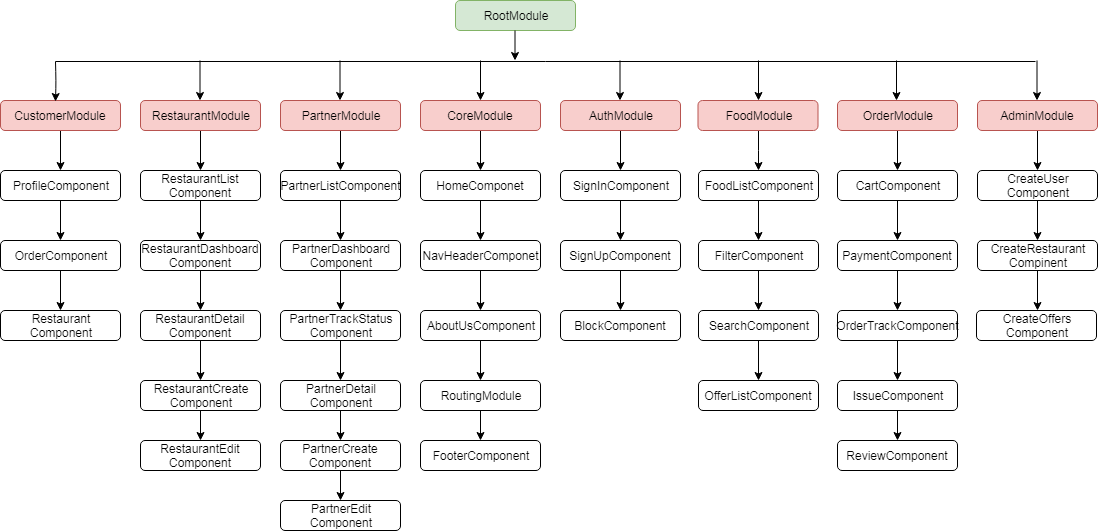 RootModule
CustomerModule
RestaurantModule
PartnerModule
CoreModule
AuthModule
FoodModule
OrderModule
AdminModule
ProfileComponent
RestaurantList
Component
PartnerListComponent
HomeComponet
SignInComponent
FoodListComponent
CartComponent
CreateUser
Component
OrderComponent
RestaurantDashboard
Component
PartnerDashboard
Component
NavHeaderComponet
SignUpComponent
FilterComponent
PaymentComponent
CreateRestaurant
Compinent
Restaurant
Component
RestaurantDetail
Component
PartnerTrackStatus
Component
AboutUsComponent
BlockComponent
SearchComponent
OrderTrackComponent
CreateOffers
Component
RestaurantCreate
Component
PartnerDetail
Component
RoutingModule
OfferListComponent
IssueComponent
RestaurantEdit
Component
PartnerCreate
Component
FooterComponent
ReviewComponent
PartnerEdit
Component